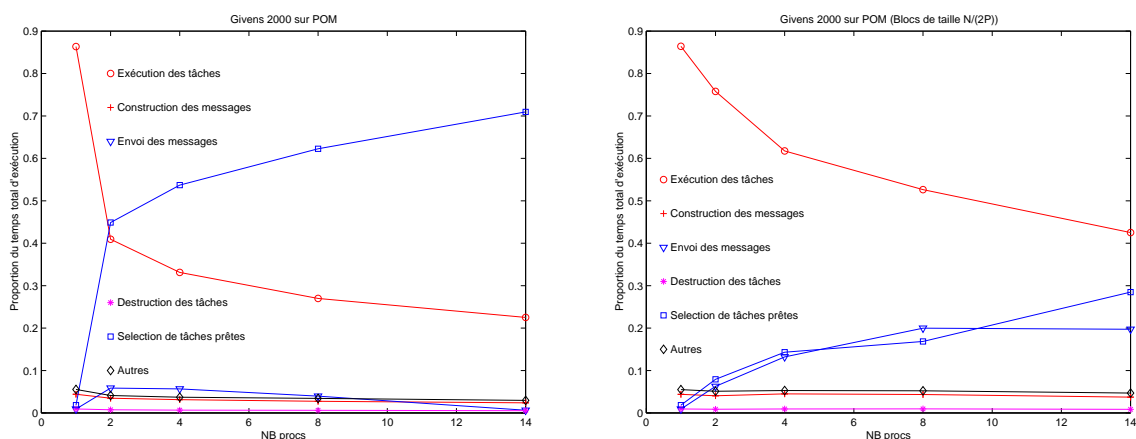 Givens 2000 sur POM
0.9
0.8
0.7
0.6
0.5
0.4
0.3
0.2
0.1
0
Proportion du temps total d'exécution
Exécution des tâches
Construction des messages
Envoi des messages
Destruction des tâches
Selection de tâches prêtes
Autres
0 2 4 6 8 10 12 14
NB procs
Givens 2000 sur POM (Blocs de taille N/(2P))
0.9
0.8
0.7
0.6
0.5
0.4
0.3
0.2
0.1
0
Proportion du temps total d'exécution
Exécution des tâches
Construction des messages
Envoi des messages
Destruction des tâches
Selection de tâches prêtes
Autres
0 2 4 6 8 10 12 14
NB procs